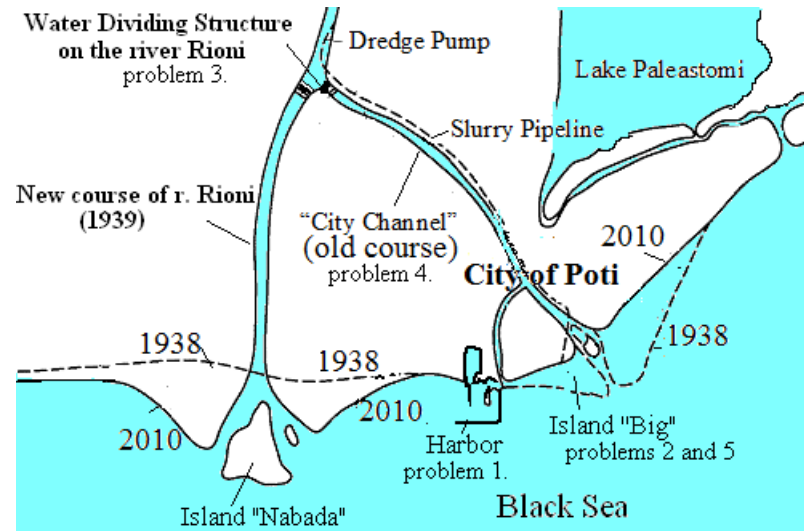 Water Dividing Structure
on the river Rioni
problem 3.
Dredge Pump
Lake Paleastomi
Slurry Pipeline
New course of r. Rioni
(1939)
“City Channel”
(old course)
problem 4.
2010
City of Poti
1938
1938
1938
2010
2010
Harbor
problem 1.
Island "Big"
problems 2 and 5
Island "Nabada"
Black Sea